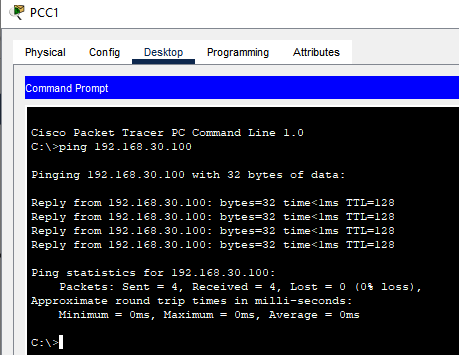 PCC1
Physical Config Desktop Programming Attributes
Command Prompt
Cisco Packet Tracer PC Command Line 1.0
C:\>ping 192.168.30.100
Pinging 192.168.30.100 with 32 bytes of data:
Reply from 192.168.30.100: bytes=32 time<1ms TTL=128
Reply from 192.168.30.100: bytes=32 time<1ms TTL=128
Reply from 192.168.30.100: bytes=32 time<1ms TTL=128
Reply from 192.168.30.100: bytes=32 time<1ms TTL=128
Ping statistics for 192.168.30.100:
Packets: Sent = 4, Received = 4, Lost = 0 (0% loss),
Approximate round trip times in milli-seconds:
Minimum = 0ms, Maximum = 0ms, Average = 0ms
C:\>